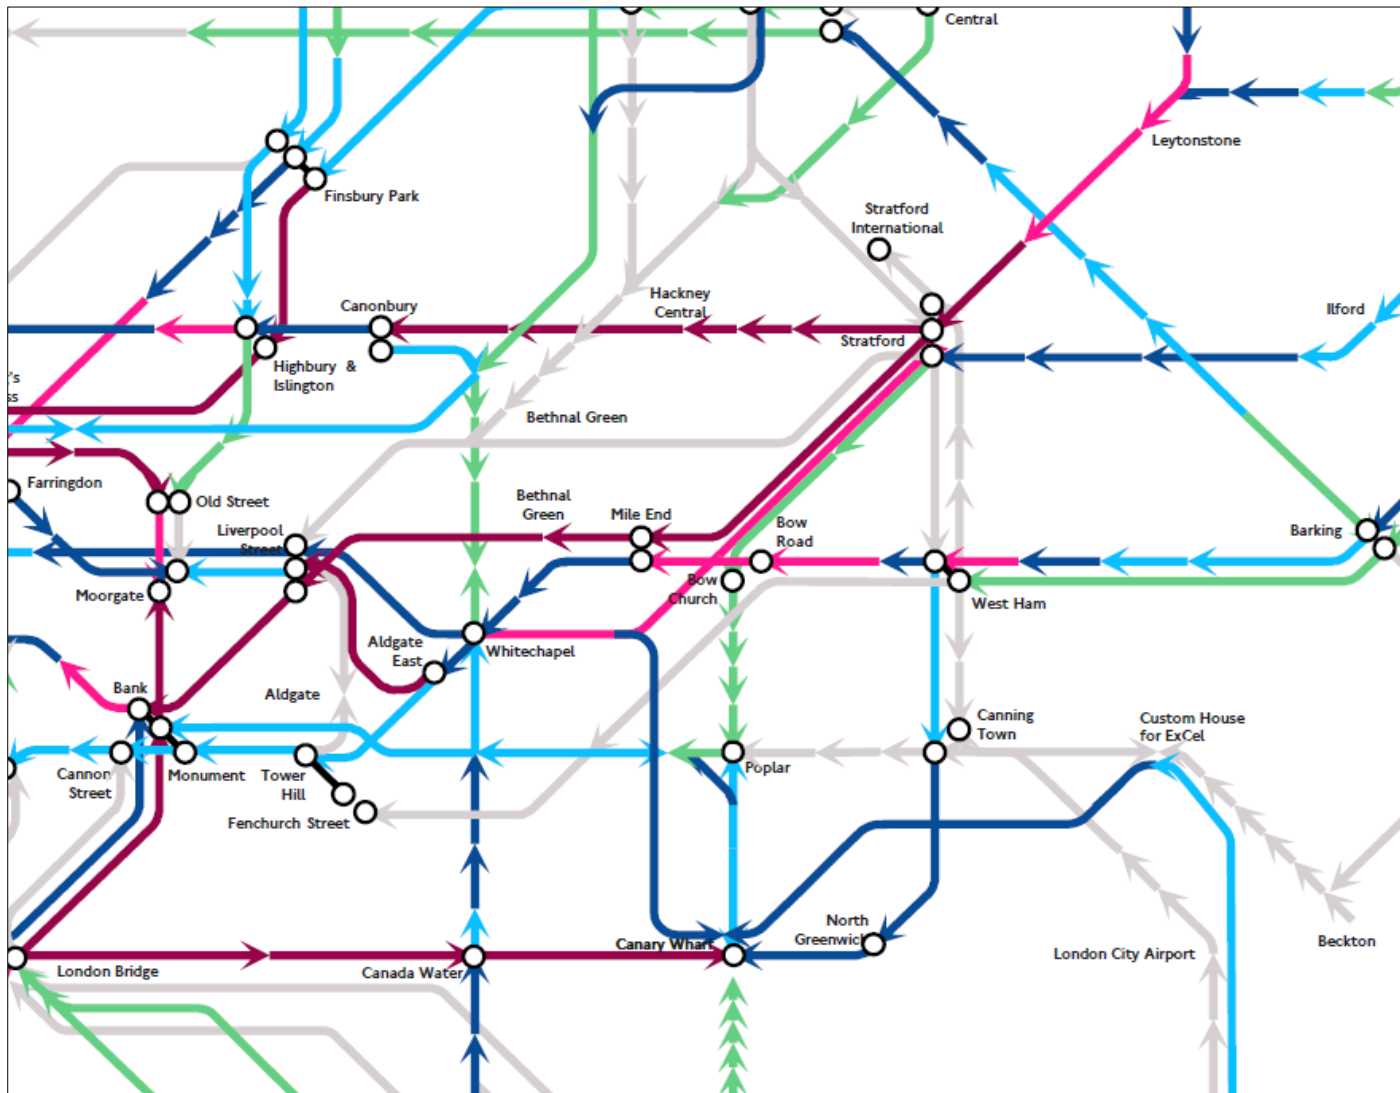 Central
Leytonstone
Finsbury Park
Stratford
International
Hackney
Central
Canonbury
Ilford
Stratford
Highbury &
Islington
's
ss
Bethnal Green
Farringdon
Old Street
Bethnal
Green
Mile End
Bow
Road
Barking
Liverpool
Street
Moorgate
Bow
Church
West Ham
Aldgate
East
Whitechapel
Bank
Aldgate
Canning
Town
Custom House
for ExCel
Cannon
Street
Monument
Tower
Hill
Poplar
Fenchurch Street
North
Greenwich
Canary Wharf
London Bridge
Canada Water
London City Airport
Beckton